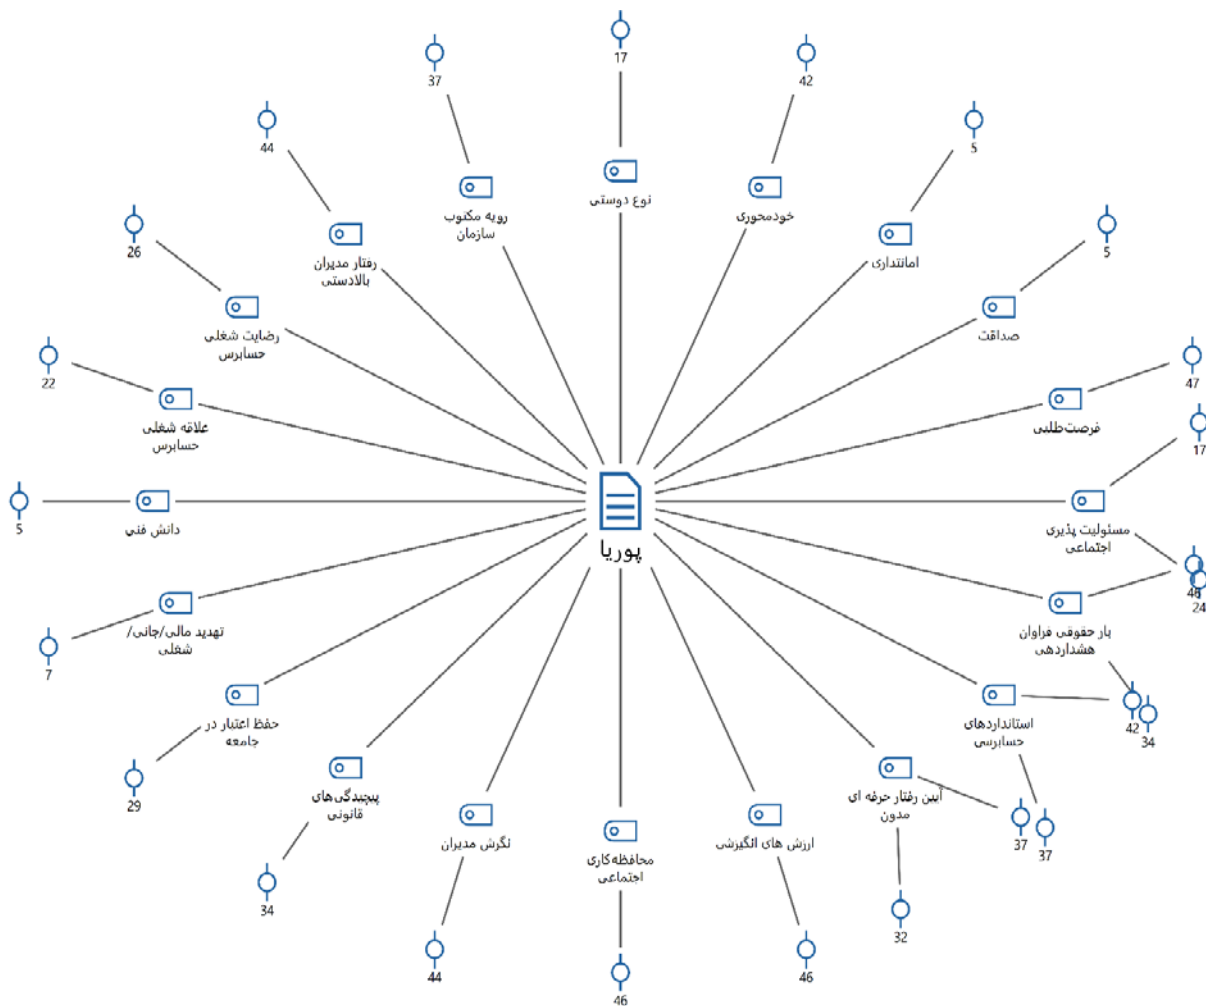 17
37
42
44
5
نوع دوستی
رویه مکتوب
سازمان
خودمحوری
26
رفتار مدیران
بالادستی
امانتداری
5
رضایت شغلی
حسابرس
صداقت
22
47
علاقه شغلی
حسابرس
فرصت‌طلبی
17
5
دانش فنی
مسئولیت پذیری
اجتماعی
پوریا
46
24
تهدید مالی/جانی/
شغلی
بار حقوقی فراوان
هشداردهی
7
حفظ اعتبار در
جامعه
استانداردهای
حسابرسی
42
34
29
پیچیدگی‌های
قانونی
آیین رفتار حرفه ای
مدون
نگرش مدیران
محافظه‌کاری
اجتماعی
ارزش های انگیزشی
37
37
34
32
44
46
46